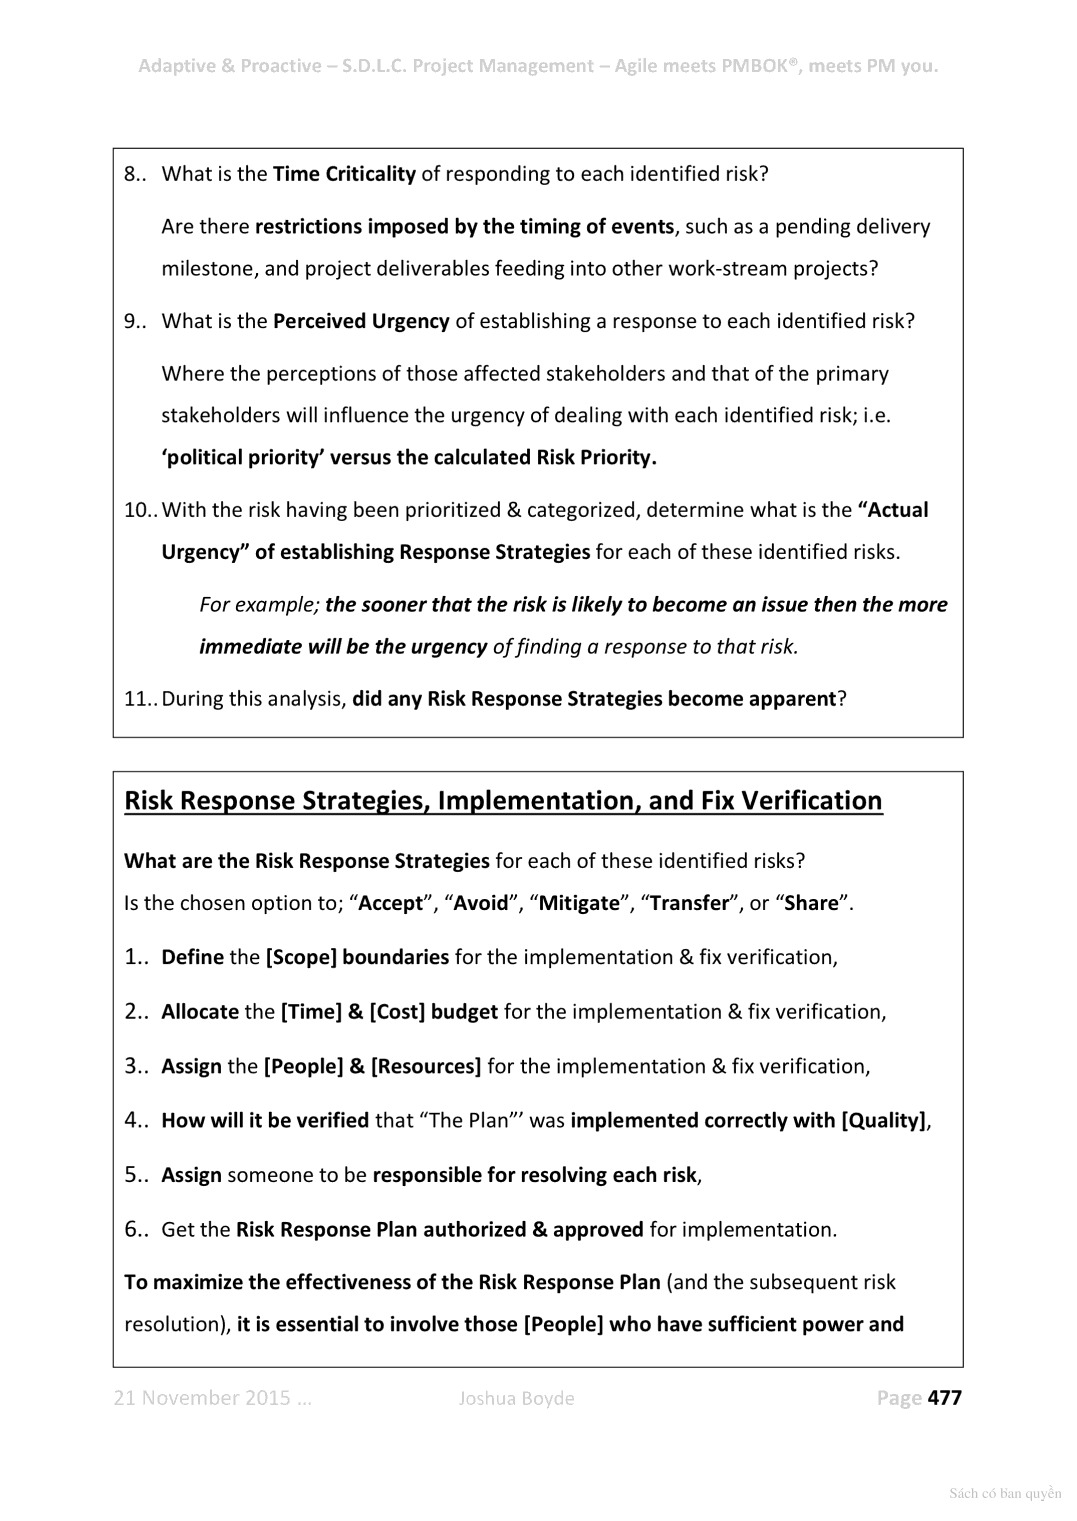 Adaptive & Proactive – S.D.L.C. Project Management – Agile meets PMBOK®, meets PM you.
8.. What is the Time Criticality of responding to each identified risk?
Are there restrictions imposed by the timing of events, such as a pending delivery
milestone, and project deliverables feeding into other work-stream projects?
9.. What is the Perceived Urgency of establishing a response to each identified risk?
Where the perceptions of those affected stakeholders and that of the primary
stakeholders will influence the urgency of dealing with each identified risk; i.e.
‘political priority’ versus the calculated Risk Priority.
10.. With the risk having been prioritized & categorized, determine what is the “Actual
Urgency” of establishing Response Strategies for each of these identified risks.
For example; the sooner that the risk is likely to become an issue then the more
immediate will be the urgency of finding a response to that risk.
11.. During this analysis, did any Risk Response Strategies become apparent?
Risk Response Strategies, Implementation, and Fix Verification
What are the Risk Response Strategies for each of these identified risks?
Is the chosen option to; “Accept”, “Avoid”, “Mitigate”, “Transfer”, or “Share”.
1.. Define the [Scope] boundaries for the implementation & fix verification,
2.. Allocate the [Time] & [Cost] budget for the implementation & fix verification,
3.. Assign the [People] & [Resources] for the implementation & fix verification,
4.. How will it be verified that “The Plan”’ was implemented correctly with [Quality],
5.. Assign someone to be responsible for resolving each risk,
6.. Get the Risk Response Plan authorized & approved for implementation.
To maximize the effectiveness of the Risk Response Plan (and the subsequent risk
resolution), it is essential to involve those [People] who have sufficient power and
21 November 2015 … Joshua Boyde Page 477
Sách có bản quyền